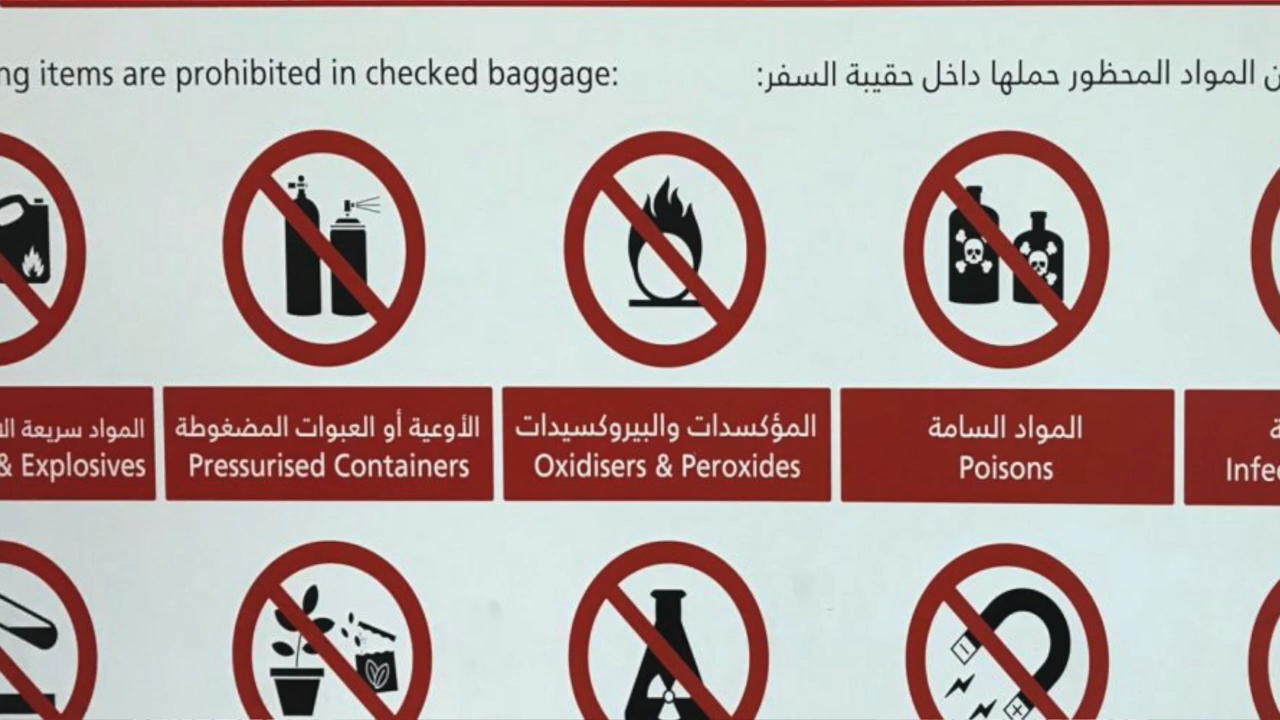 ng items are prohibited in checked baggage:
المواد المحظور حملها داخل حقيبة السفر:
المواد سريعة
& Explosives
الأوعية أو العبوات المضغوطة
Pressurised Containers
المؤكسدات والبيروكسيدات
Oxidisers & Peroxides
المواد السامة
Poisons